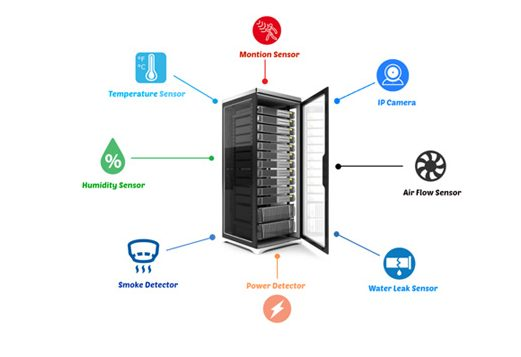 Montion Sensor
°F
°C
Temperature Sensor
IP Camera
%
Humidity Sensor
Air Flow Sensor
Smoke Detector
Power Detector
Water Leak Sensor